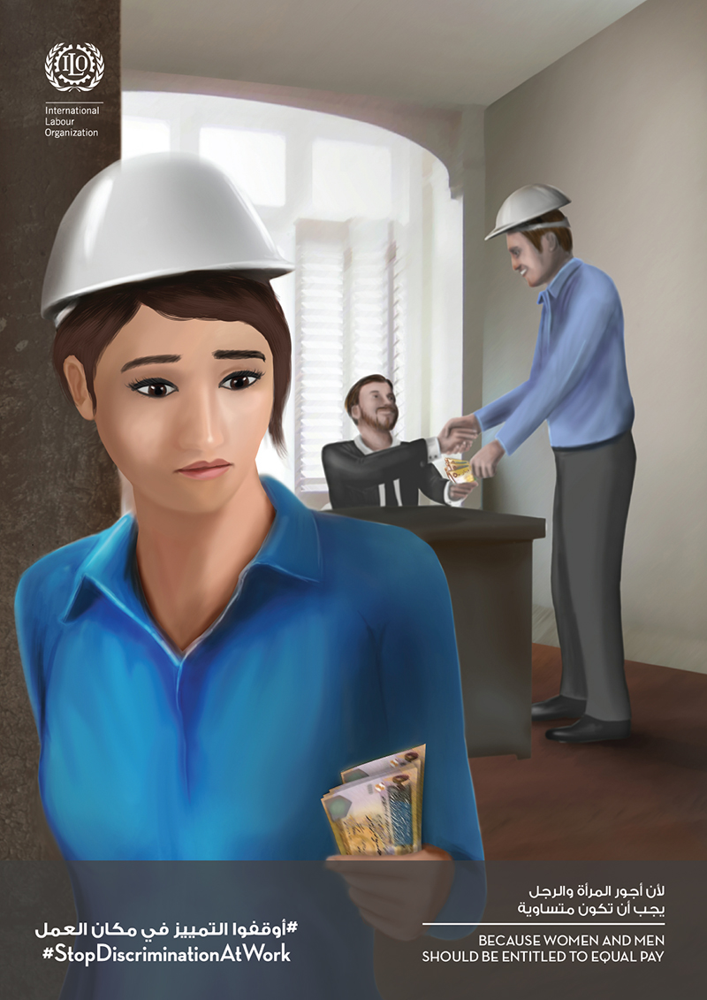 ILO
International
Labour
Organization
لأن أجور المرأة والرجل
يجب أن تكون متساوية
BECAUSE WOMEN AND MEN
SHOULD BE ENTITLED TO EQUAL PAY
#أوقفوا التمييز في مكان العمل
#StopDiscriminationAtWork